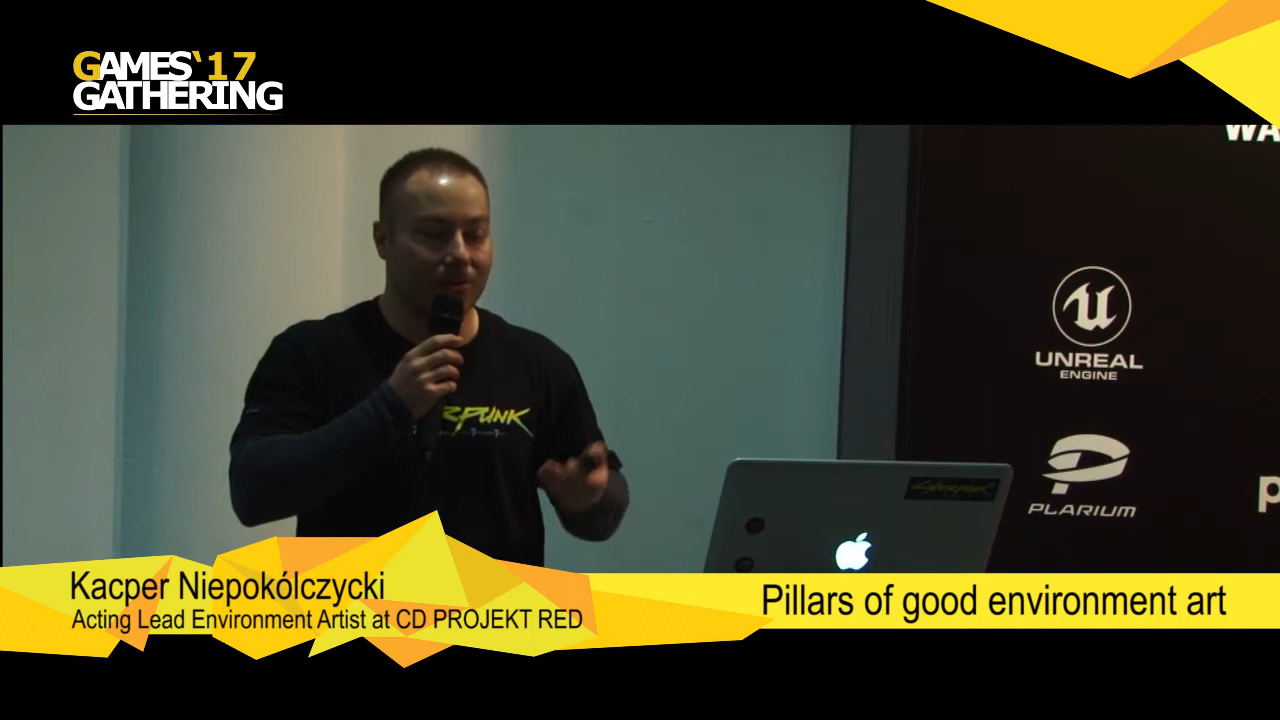 GAMES'17
GATHERING
UNREAL
ENGINE
PLARIUM
CYBERPUNK
Kacper Niepokólczycki
Acting Lead Environment Artist at CD PROJEKT RED
Pillars of good environment art